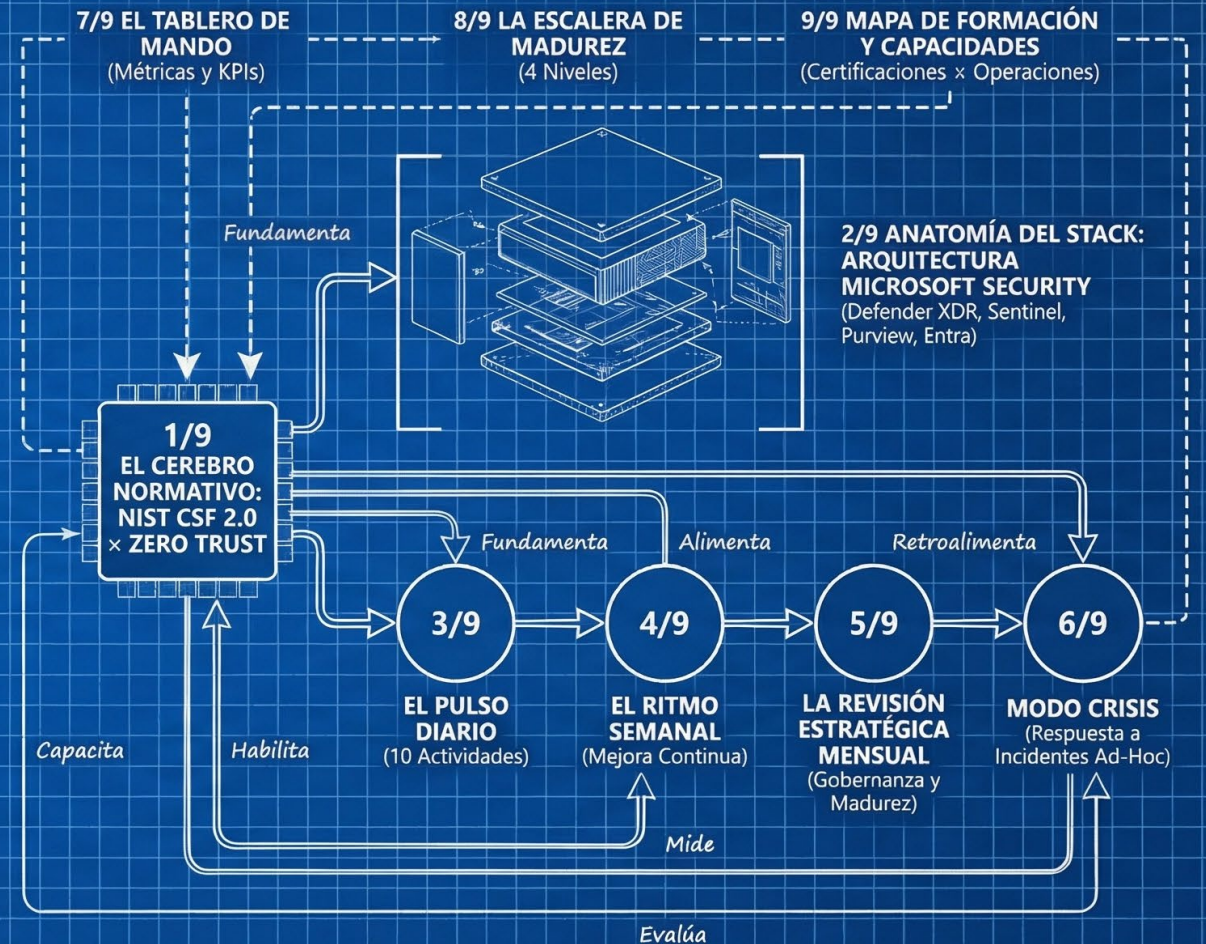 7/9 EL TABLERO DE
MANDO
(Métricas y KPIs)
8/9 LA ESCALERA DE
MADUREZ
(4 Niveles)
9/9 MAPA DE FORMACIÓN
Y CAPACIDADES
(Certificaciones × Operaciones)
Fundamenta
2/9 ANATOMÍA DEL STACK:
ARQUITECTURA
MICROSOFT SECURITY
(Defender XDR, Sentinel,
Purview, Entra)
1/9
EL CEREBRO
NORMATIVO:
NIST CSF 2.0
× ZERO TRUST
Fundamenta
Alimenta
Retroalimenta
3/9
4/9
5/9
6/9
EL PULSO
DIARIO
(10 Actividades)
EL RITMO
SEMANAL
(Mejora Continua)
LA REVISIÓN
ESTRATÉGICA
MENSUAL
(Gobernanza y
Madurez)
MODO CRISIS
(Respuesta a
Incidentes Ad-Hoc)
Capacita
Habilita
Mide
Evalúa